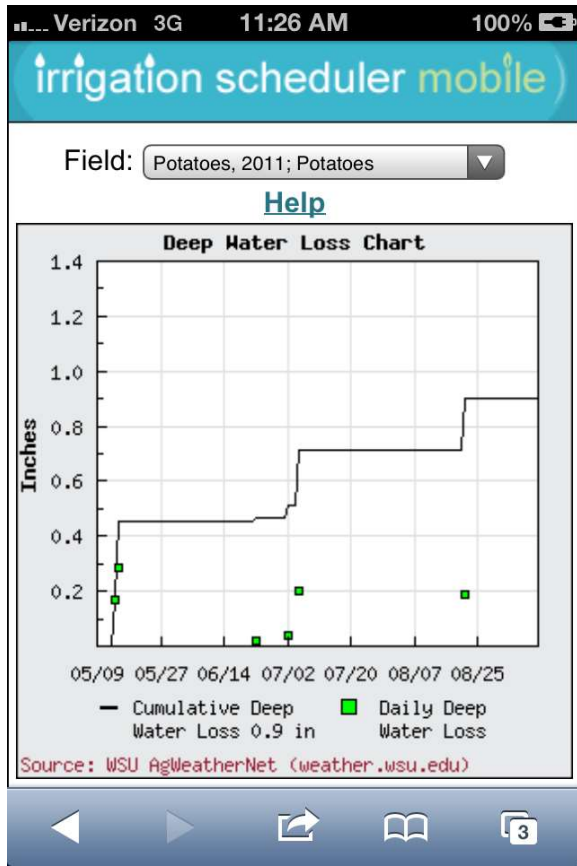 Verizon 3G 11:26 AM 100%
irrigation scheduler mobile
Field: Potatoes, 2011; Potatoes
Help
Deep Water Loss Chart
1.4
1.2
1.0
0.8
0.6
0.4
0.2
Inches
05/09 05/27 06/14 07/02 07/20 08/07 08/25
Cumulative Deep
Water Loss 0.9 in
Daily Deep
Water Loss
Source: WSU AgWeatherNet (weather.wsu.edu)
3